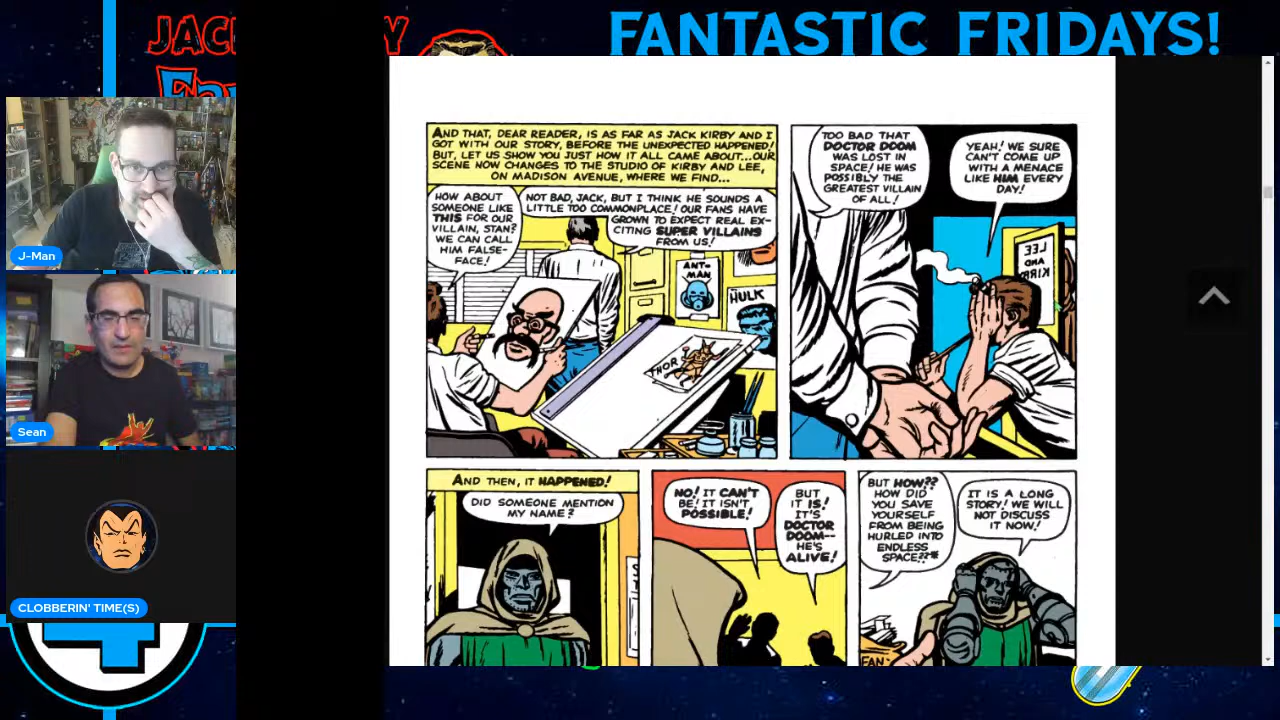 JAC
Y
FANTASTIC FRIDAYS!
J-Man
Sean
CLOBBERIN' TIME(S)
AND THAT, DEAR READER, IS AS FAR AS JACK KIRBY AND I
GOT WITH OUR STORY, BEFORE THE UNEXPECTED HAPPENED!
BUT, LET US SHOW YOU JUST HOW IT ALL CAME ABOUT...OUR
SCENE NOW CHANGES TO THE STUDIO OF KIRBY AND LEE,
ON MADISON AVENUE, WHERE WE FIND...
HOW ABOUT
SOMEONE LIKE
THIS FOR OUR
VILLAIN, STAN?
WE CAN CALL
HIM FALSE-
FACE!
NOT BAD, JACK, BUT I THINK HE SOUNDS A
LITTLE TOO COMMONPLACE! OUR FANS HAVE
GROWN TO EXPECT REAL EX-
CITING SUPER VILLAINS
FROM US!
ANT-
MAN
HULK
THOR
TOO BAD THAT
DOCTOR DOOM
WAS LOST IN
SPACE! HE WAS
POSSIBLY THE
GREATEST VILLAIN
OF ALL!
YEAH! WE SURE
CAN'T COME UP
WITH A MENACE
LIKE HIM EVERY
DAY!
LEE
AND
KIRB
AND THEN, IT HAPPENED!
DID SOMEONE MENTION
MY NAME?
NO! IT CAN'T
BE! IT ISN'T
POSSIBLE!
BUT
IT IS!
IT'S
DOCTOR
DOOM--
HE'S
ALIVE!
BUT HOW??
HOW DID
YOU SAVE
YOURSELF
FROM BEING
HURLED INTO
ENDLESS
SPACE??*
IT IS A LONG
STORY! WE WILL
NOT DISCUSS
IT NOW!
FAN-